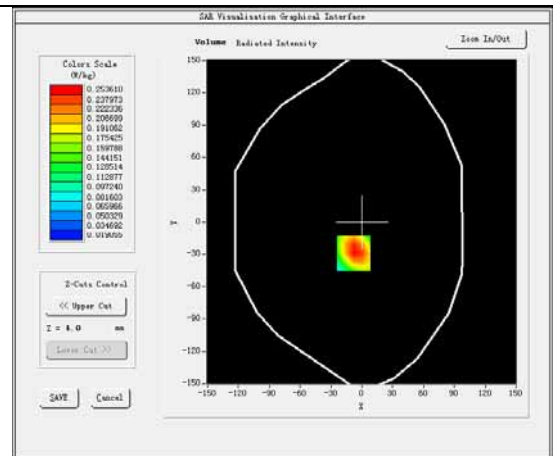 SAR Visualisation Graphical Interface
Volume Radiated Intensity
Zoom In/Out
Colors Scale
(W/kg)
0.253610
0.237973
0.222336
0.206699
0.191062
0.175425
0.159788
0.144151
0.128514
0.112877
0.097240
0.081603
0.065966
0.050329
0.034692
0.019055
150
120
90
60
30
0
-30
-60
-90
-120
-150
Y
-150 -120 -90 -60 -30 0 30 60 90 120 150
X
Z-Cuts Control
<< Upper Cut
Z = 4.0 mm
Lower Cut >>
SAVE Cancel